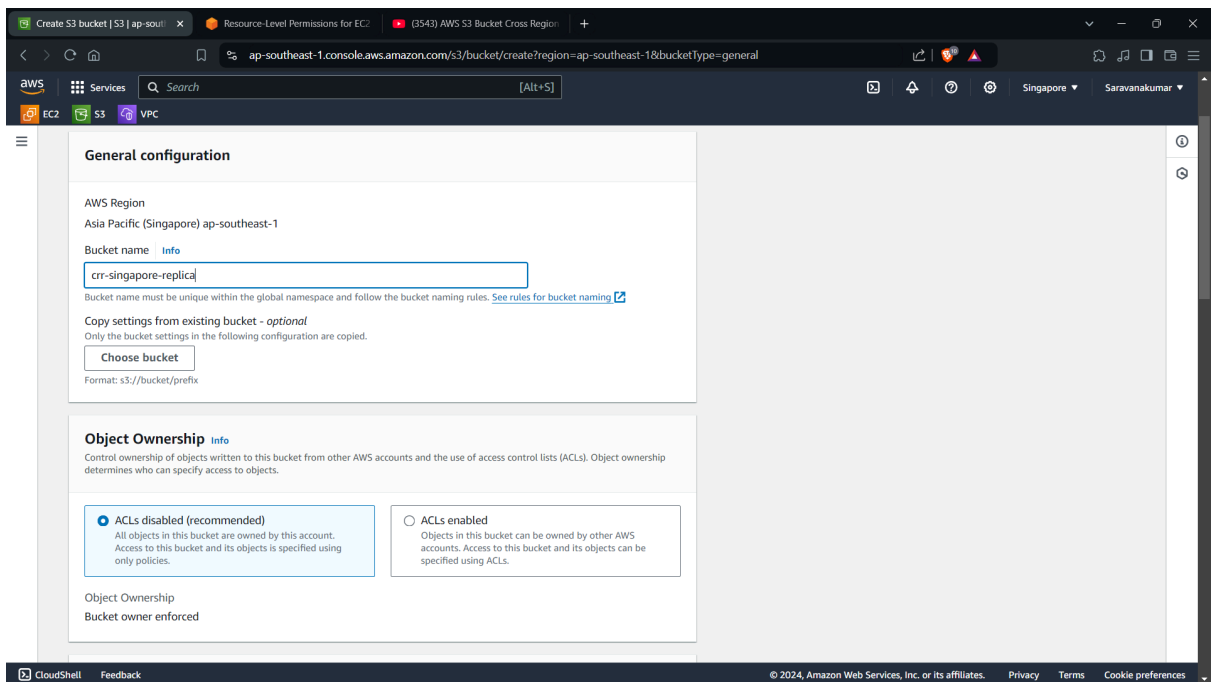 Create S3 bucket | S3 | ap-sout
Resource-Level Permissions for EC2
(3543) AWS S3 Bucket Cross Region
ap-southeast-1.console.aws.amazon.com/s3/bucket/create?region=ap-southeast-1&bucketType=general
aws
Services
Search
[Alt+S]
Singapore ▼
Saravanakumar ▼
EC2
S3
VPC
General configuration
AWS Region
Asia Pacific (Singapore) ap-southeast-1
Bucket name
Info
crr-singapore-replica
Bucket name must be unique within the global namespace and follow the bucket naming rules. See rules for bucket naming
Copy settings from existing bucket - optional
Only the bucket settings in the following configuration are copied.
Choose bucket
Format: s3://bucket/prefix
Object Ownership Info
Control ownership of objects written to this bucket from other AWS accounts and the use of access control lists (ACLs). Object ownership
determines who can specify access to objects.
ACLs disabled (recommended)
All objects in this bucket are owned by this account.
Access to this bucket and its objects is specified using
only policies.
ACLs enabled
Objects in this bucket can be owned by other AWS
accounts. Access to this bucket and its objects can be
specified using ACLs.
Object Ownership
Bucket owner enforced
CloudShell
Feedback
© 2024, Amazon Web Services, Inc. or its affiliates.
Privacy
Terms
Cookie preferences